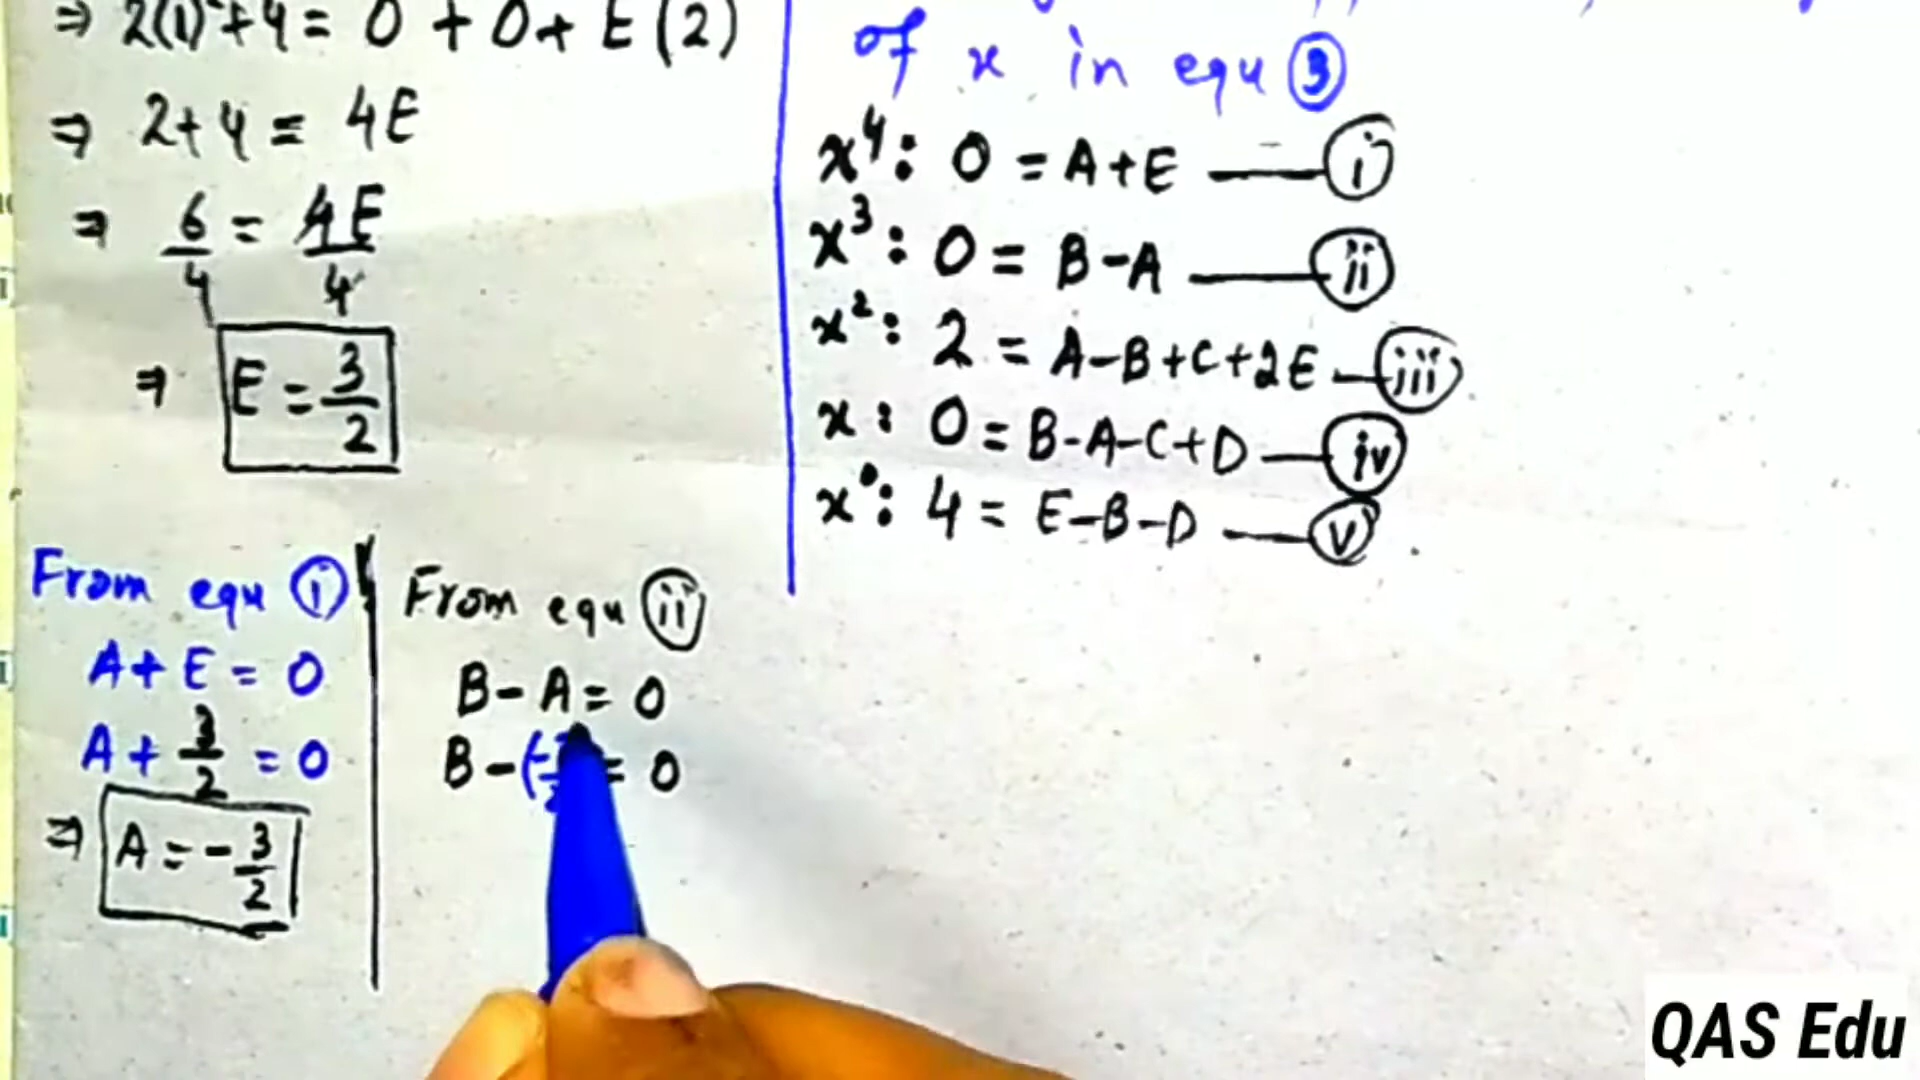 ⇒ 2(1)²+4 = 0 + 0 + E(2)
⇒ 2+4 = 4E
⇒ 6/4 = 4E/4
⇒ E = 3/2
of x in equ ③
x⁴: 0 = A+E — (i)
x³: 0 = B-A — (ii)
x²: 2 = A-B+C+2E — (iii)
x: 0 = B-A-C+D — (iv)
x⁰: 4 = E-B-D — (v)
From equ (i)
A+E = 0
A + 3/2 = 0
⇒ A = -3/2
From equ (ii)
B - A = 0
B - (- = 0
QAS Edu